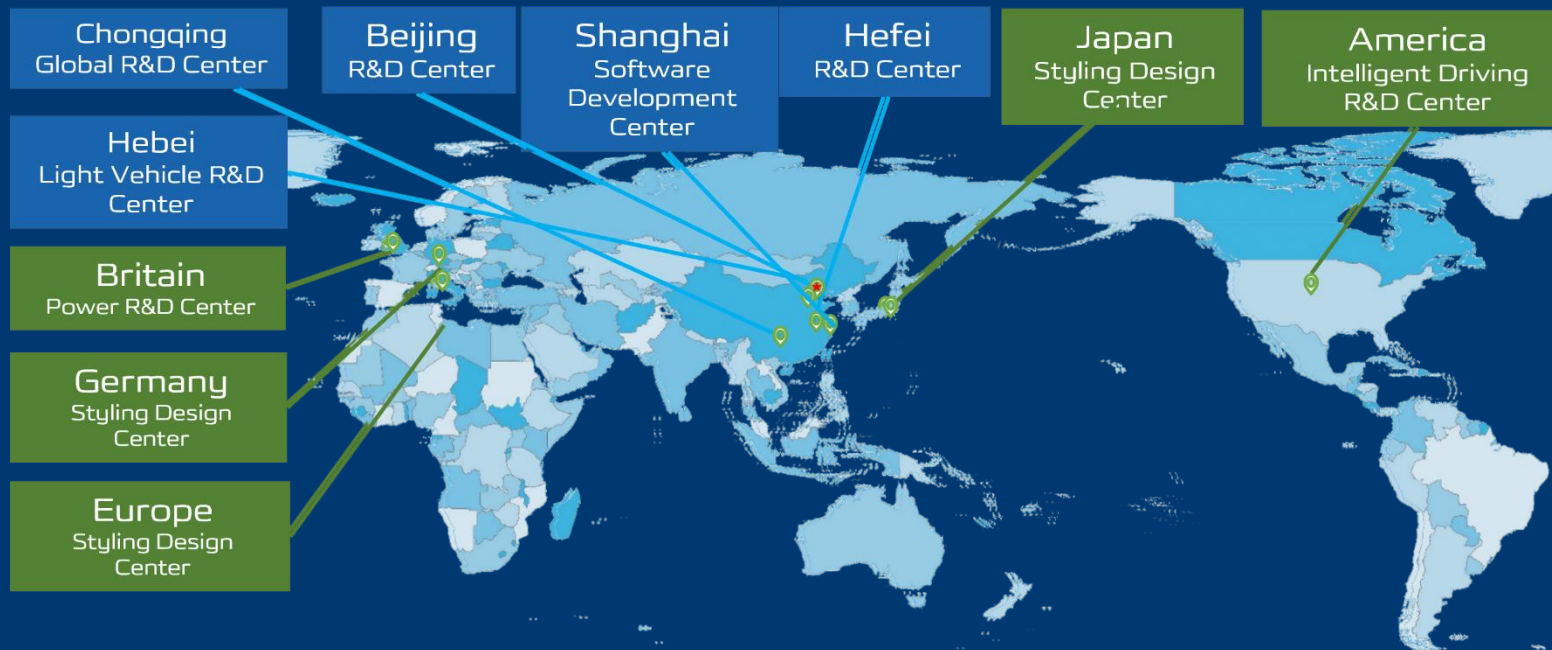 Chongqing
Global R&D Center
Beijing
R&D Center
Shanghai
Software
Development
Center
Hefei
R&D Center
Japan
Styling Design
Center
America
Intelligent Driving
R&D Center
Hebei
Light Vehicle R&D
Center
Britain
Power R&D Center
Germany
Styling Design
Center
Europe
Styling Design
Center